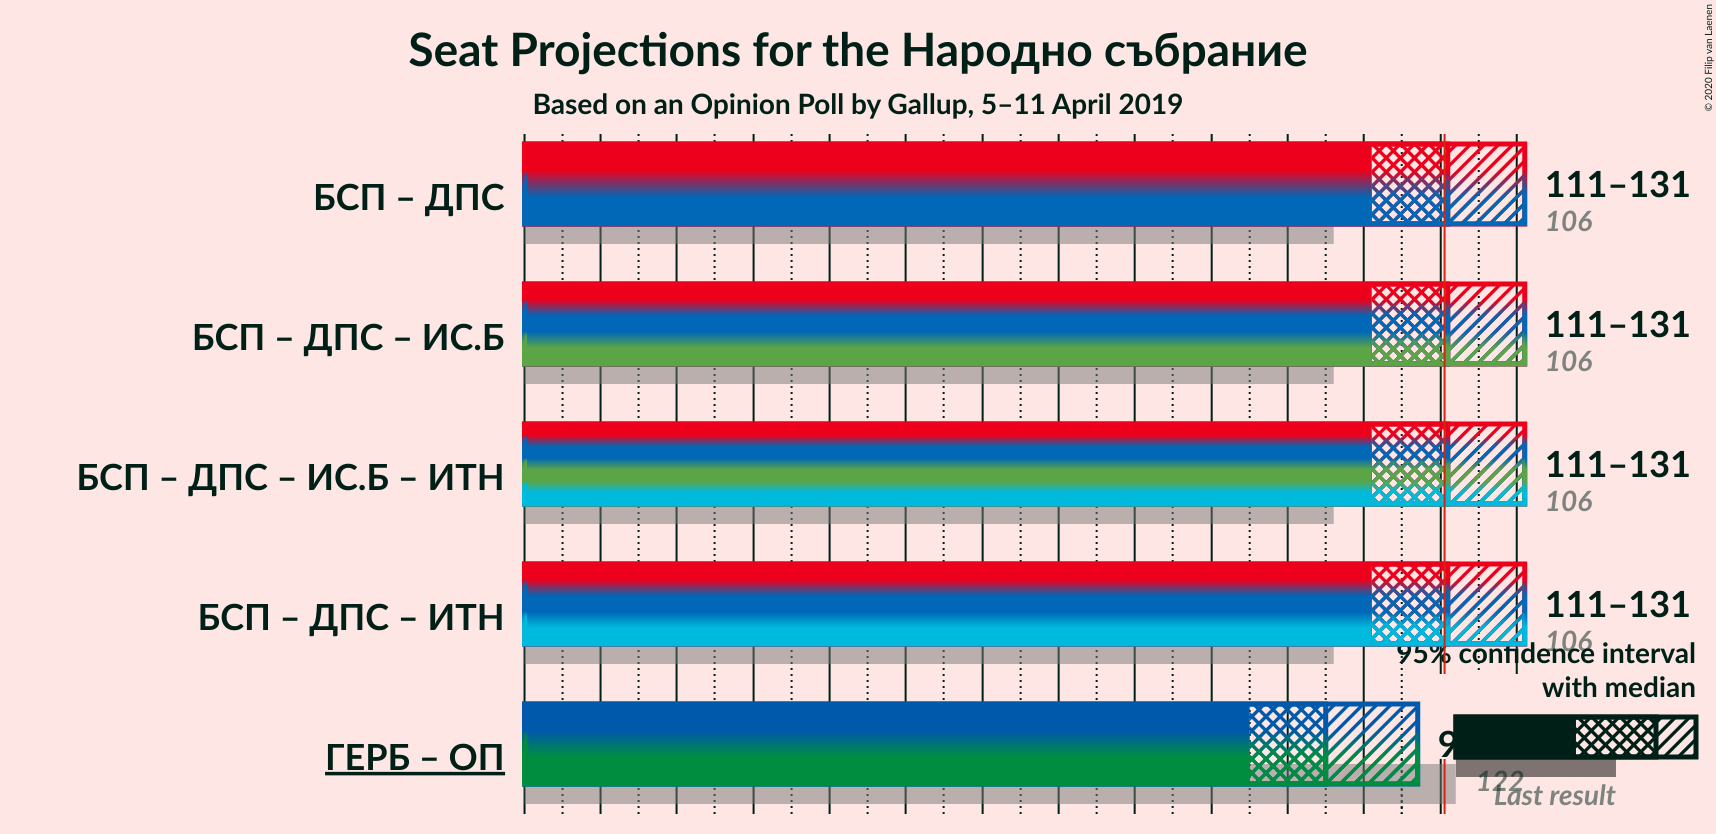 Seat Projections for the Народно събрание
Based on an Opinion Poll by Gallup, 5–11 April 2019
© 2020 Filip van Laenen
БСП – ДПС
111–131
106
БСП – ДПС – ИС.Б
111–131
106
БСП – ДПС – ИС.Б – ИТН
111–131
106
БСП – ДПС – ИТН
111–131
106
95% confidence interval
with median
ГЕРБ – ОП
122
Last result